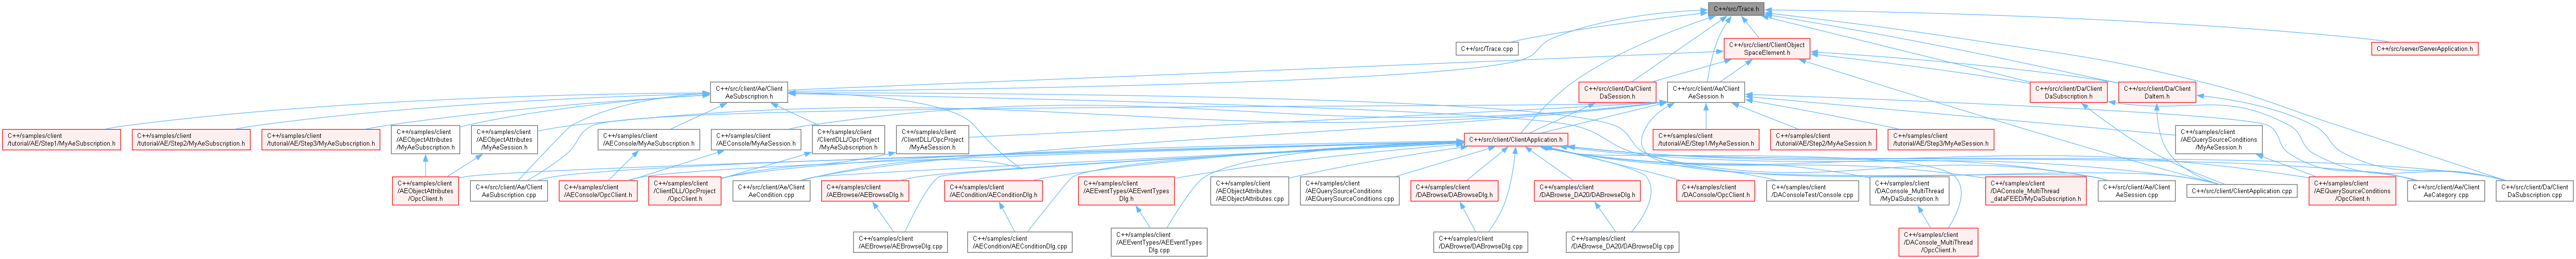 C++/src/Trace.h
C++/src/Trace.cpp
C++/src/client/ClientObject
SpaceElement.h
C++/src/server/ServerApplication.h
C++/src/client/Ae/Client
AeSubscription.h
C++/src/client/Da/Client
DaSession.h
C++/src/client/Ae/Client
AeSession.h
C++/src/client/Da/Client
DaSubscription.h
C++/src/client/Da/Client
DaItem.h
C++/samples/client
/tutorial/AE/Step1/MyAeSubscription.h
C++/samples/client
/tutorial/AE/Step2/MyAeSubscription.h
C++/samples/client
/tutorial/AE/Step3/MyAeSubscription.h
C++/samples/client
/AEObjectAttributes
/MyAeSubscription.h
C++/samples/client
/AEObjectAttributes
/MyAeSession.h
C++/samples/client
/AEConsole/MyAeSubscription.h
C++/samples/client
/AEConsole/MyAeSession.h
C++/samples/client
/ClientDLL/OpcProject
/MyAeSubscription.h
C++/samples/client
/ClientDLL/OpcProject
/MyAeSession.h
C++/src/client/ClientApplication.h
C++/samples/client
/tutorial/AE/Step1/MyAeSession.h
C++/samples/client
/tutorial/AE/Step2/MyAeSession.h
C++/samples/client
/tutorial/AE/Step3/MyAeSession.h
C++/samples/client
/AEQuerySourceConditions
/MyAeSession.h
C++/samples/client
/AEObjectAttributes
/OpcClient.h
C++/src/client/Ae/Client
AeSubscription.cpp
C++/samples/client
/AEConsole/OpcClient.h
C++/samples/client
/ClientDLL/OpcProject
/OpcClient.h
C++/src/client/Ae/Client
AeCondition.cpp
C++/samples/client
/AEBrowse/AEBrowseDlg.h
C++/samples/client
/AECondition/AEConditionDlg.h
C++/samples/client
/AEEventTypes/AEEventTypes
Dlg.h
C++/samples/client
/AEObjectAttributes
/AEObjectAttributes.cpp
C++/samples/client
/AEQuerySourceConditions
/AEQuerySourceConditions.cpp
C++/samples/client
/DABrowse/DABrowseDlg.h
C++/samples/client
/DABrowse_DA20/DABrowseDlg.h
C++/samples/client
/DAConsole/OpcClient.h
C++/samples/client
/DAConsoleTest/Console.cpp
C++/samples/client
/DAConsole_MultiThread
/MyDaSubscription.h
C++/samples/client
/DAConsole_MultiThread
_dataFEED/MyDaSubscription.h
C++/src/client/Ae/Client
AeSession.cpp
C++/src/client/ClientApplication.cpp
C++/samples/client
/AEQuerySourceConditions
/OpcClient.h
C++/src/client/Ae/Client
AeCategory.cpp
C++/src/client/Da/Client
DaSubscription.cpp
C++/samples/client
/AEBrowse/AEBrowseDlg.cpp
C++/samples/client
/AECondition/AEConditionDlg.cpp
C++/samples/client
/AEEventTypes/AEEventTypes
Dlg.cpp
C++/samples/client
/DABrowse/DABrowseDlg.cpp
C++/samples/client
/DABrowse_DA20/DABrowseDlg.cpp
C++/samples/client
/DAConsole_MultiThread
/OpcClient.h